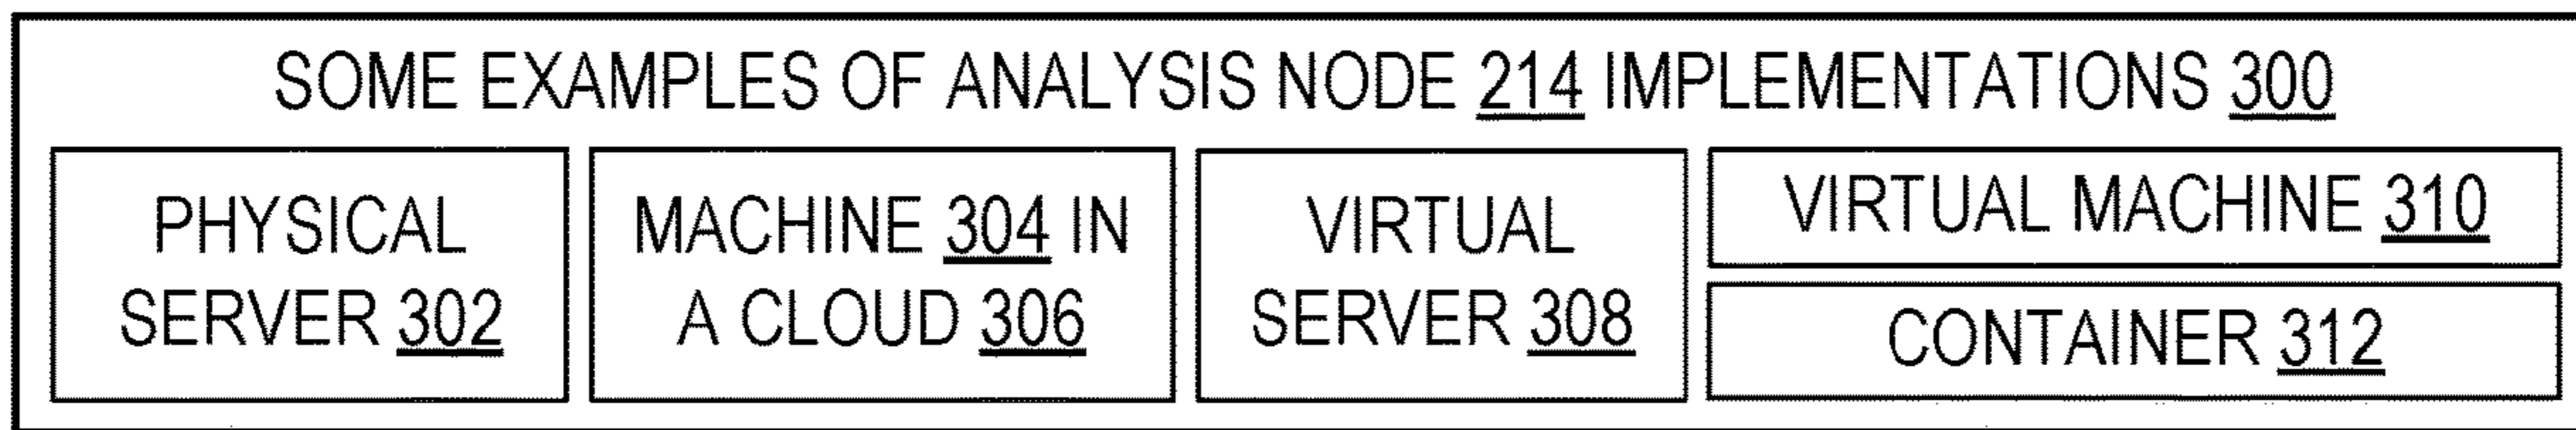 SOME EXAMPLES OF ANALYSIS NODE 214 IMPLEMENTATIONS 300
PHYSICAL
SERVER 302
MACHINE 304 IN
A CLOUD 306
VIRTUAL
SERVER 308
VIRTUAL MACHINE 310
CONTAINER 312